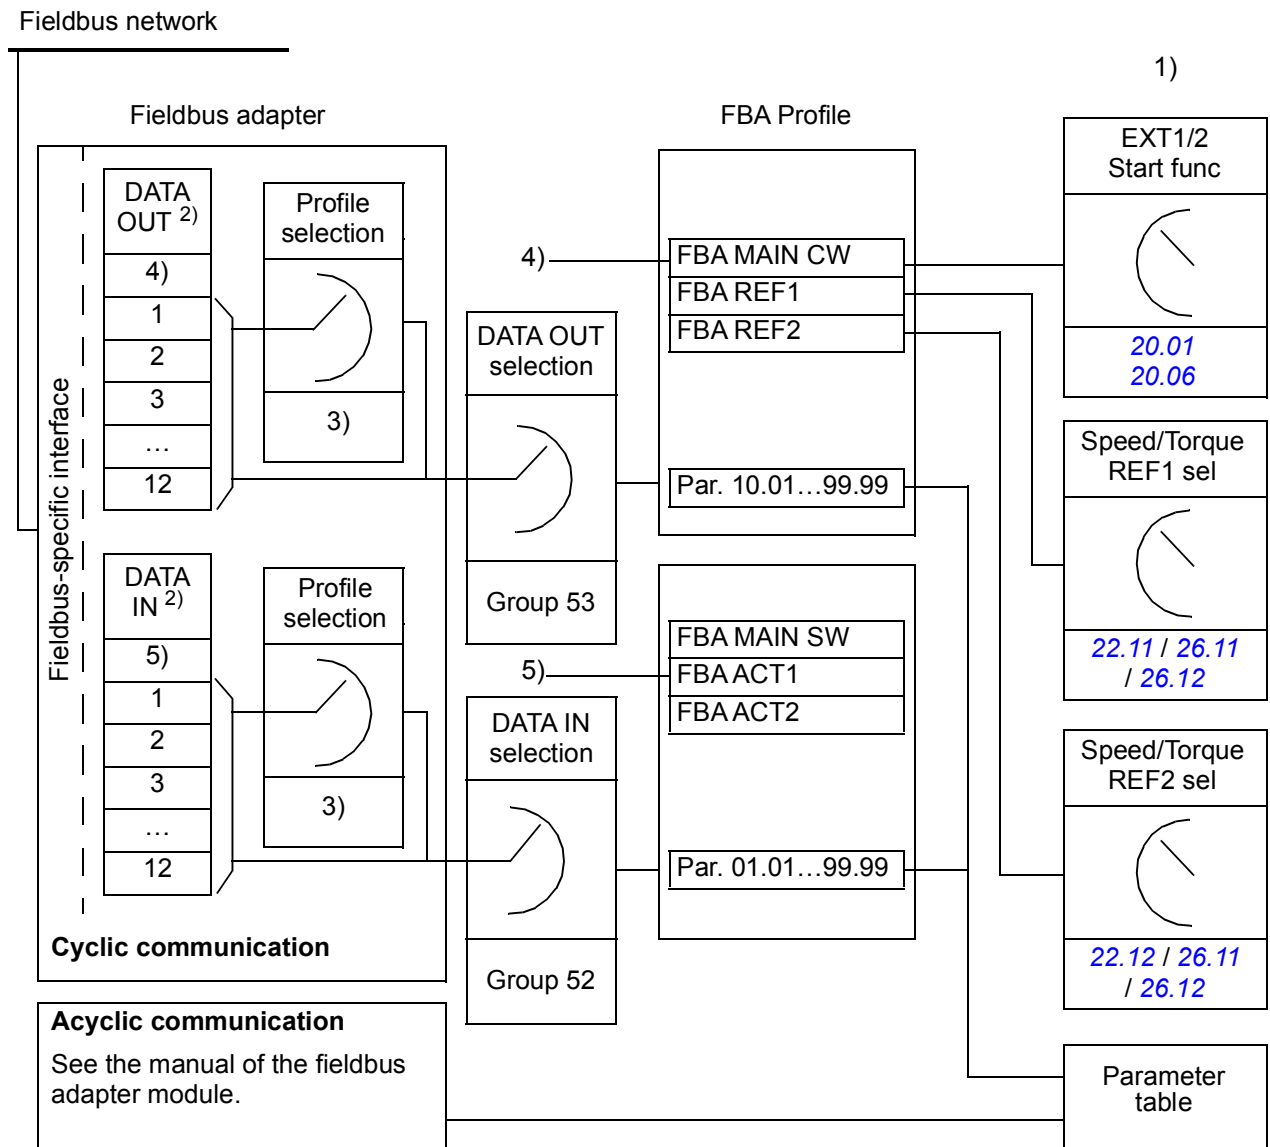 Fieldbus network
1)
Fieldbus adapter
FBA Profile
Fieldbus-specific interface
DATA
OUT 2)
4)
1
2
3
…
12
Profile
selection
3)
DATA
IN 2)
5)
1
2
3
…
12
Profile
selection
3)
Cyclic communication
4)
DATA OUT
selection
Group 53
5)
DATA IN
selection
Group 52
FBA MAIN CW
FBA REF1
FBA REF2
Par. 10.01…99.99
FBA MAIN SW
FBA ACT1
FBA ACT2
Par. 01.01…99.99
EXT1/2
Start func
20.01
20.06
Speed/Torque
REF1 sel
22.11 / 26.11
/ 26.12
Speed/Torque
REF2 sel
22.12 / 26.11
/ 26.12
Acyclic communication
See the manual of the fieldbus
adapter module.
Parameter
table